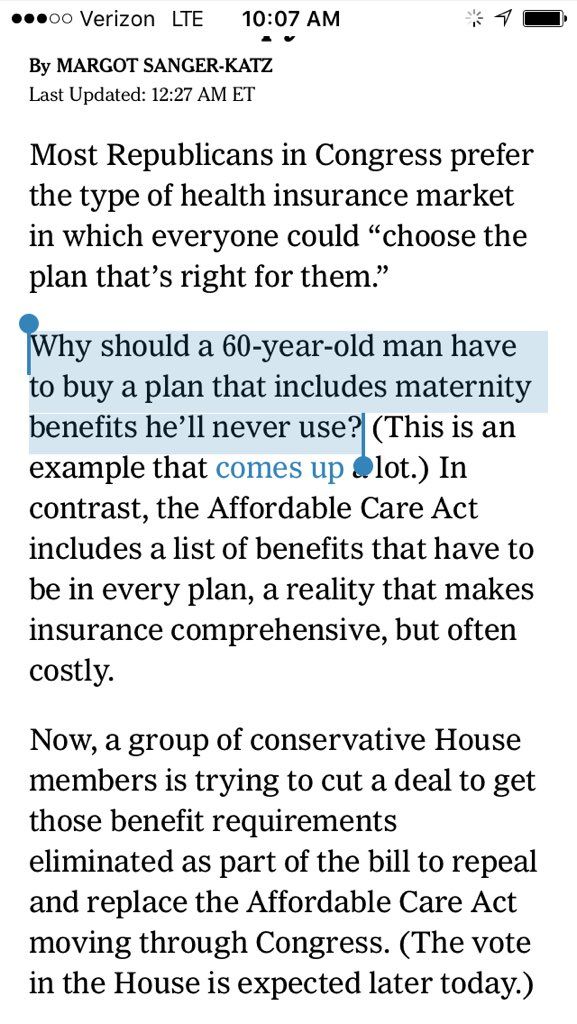 Verizon LTE 10:07 AM
By MARGOT SANGER-KATZ
Last Updated: 12:27 AM ET
Most Republicans in Congress prefer
the type of health insurance market
in which everyone could “choose the
plan that’s right for them.”
Why should a 60-year-old man have
to buy a plan that includes maternity
benefits he’ll never use? (This is an
example that comes up a lot.) In
contrast, the Affordable Care Act
includes a list of benefits that have to
be in every plan, a reality that makes
insurance comprehensive, but often
costly.
Now, a group of conservative House
members is trying to cut a deal to get
those benefit requirements
eliminated as part of the bill to repeal
and replace the Affordable Care Act
moving through Congress. (The vote
in the House is expected later today.)